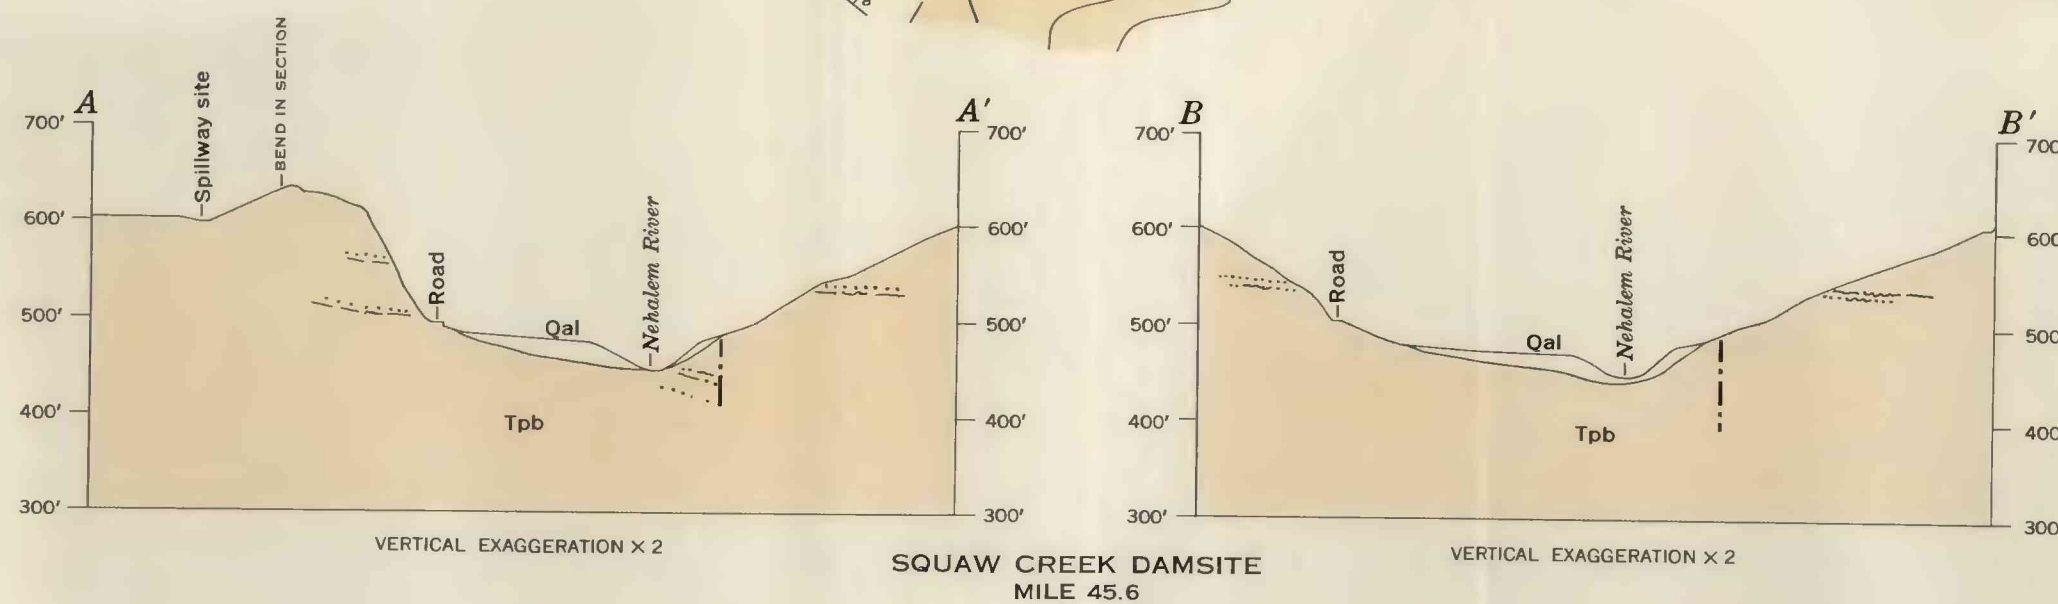 A
Spillway site
BEND IN SECTION
A'
700'
600'
500'
400'
300'
Road
Qal
Nehalem River
Tpb
700'
600'
500'
400'
300'
VERTICAL EXAGGERATION × 2
B
B'
700'
600'
500'
400'
300'
Road
Qal
Nehalem River
Tpb
700
600
500
400
300
VERTICAL EXAGGERATION × 2
SQUAW CREEK DAMSITE
MILE 45.6